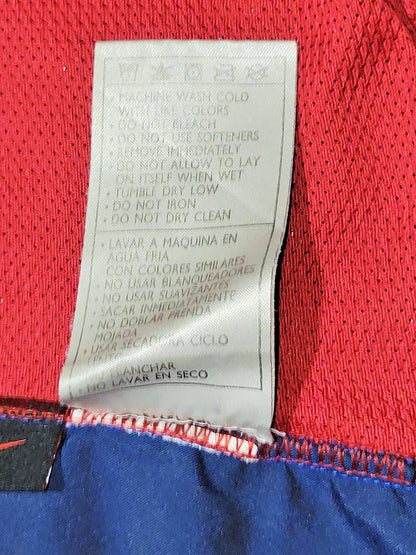 • MACHINE WASH COLD
WITH LIKE COLORS
• DO NOT BLEACH
• DO NOT USE SOFTENERS
• REMOVE IMMEDIATELY
• DO NOT ALLOW TO LAY
ON ITSELF WHEN WET
• TUMBLE DRY LOW
• DO NOT IRON
• DO NOT DRY CLEAN
• LAVAR A MAQUINA EN
AGUA FRIA
CON COLORES SIMILARES
• NO USAR BLANQUEADORES
• NO USAR SUAVIZANTES
SACAR INMEDIATAMENTE
• NO DOBLAR PRENDA
MOJADA
• USAR SECADORA CICLO
PLANCHAR
• NO LAVAR EN SECO